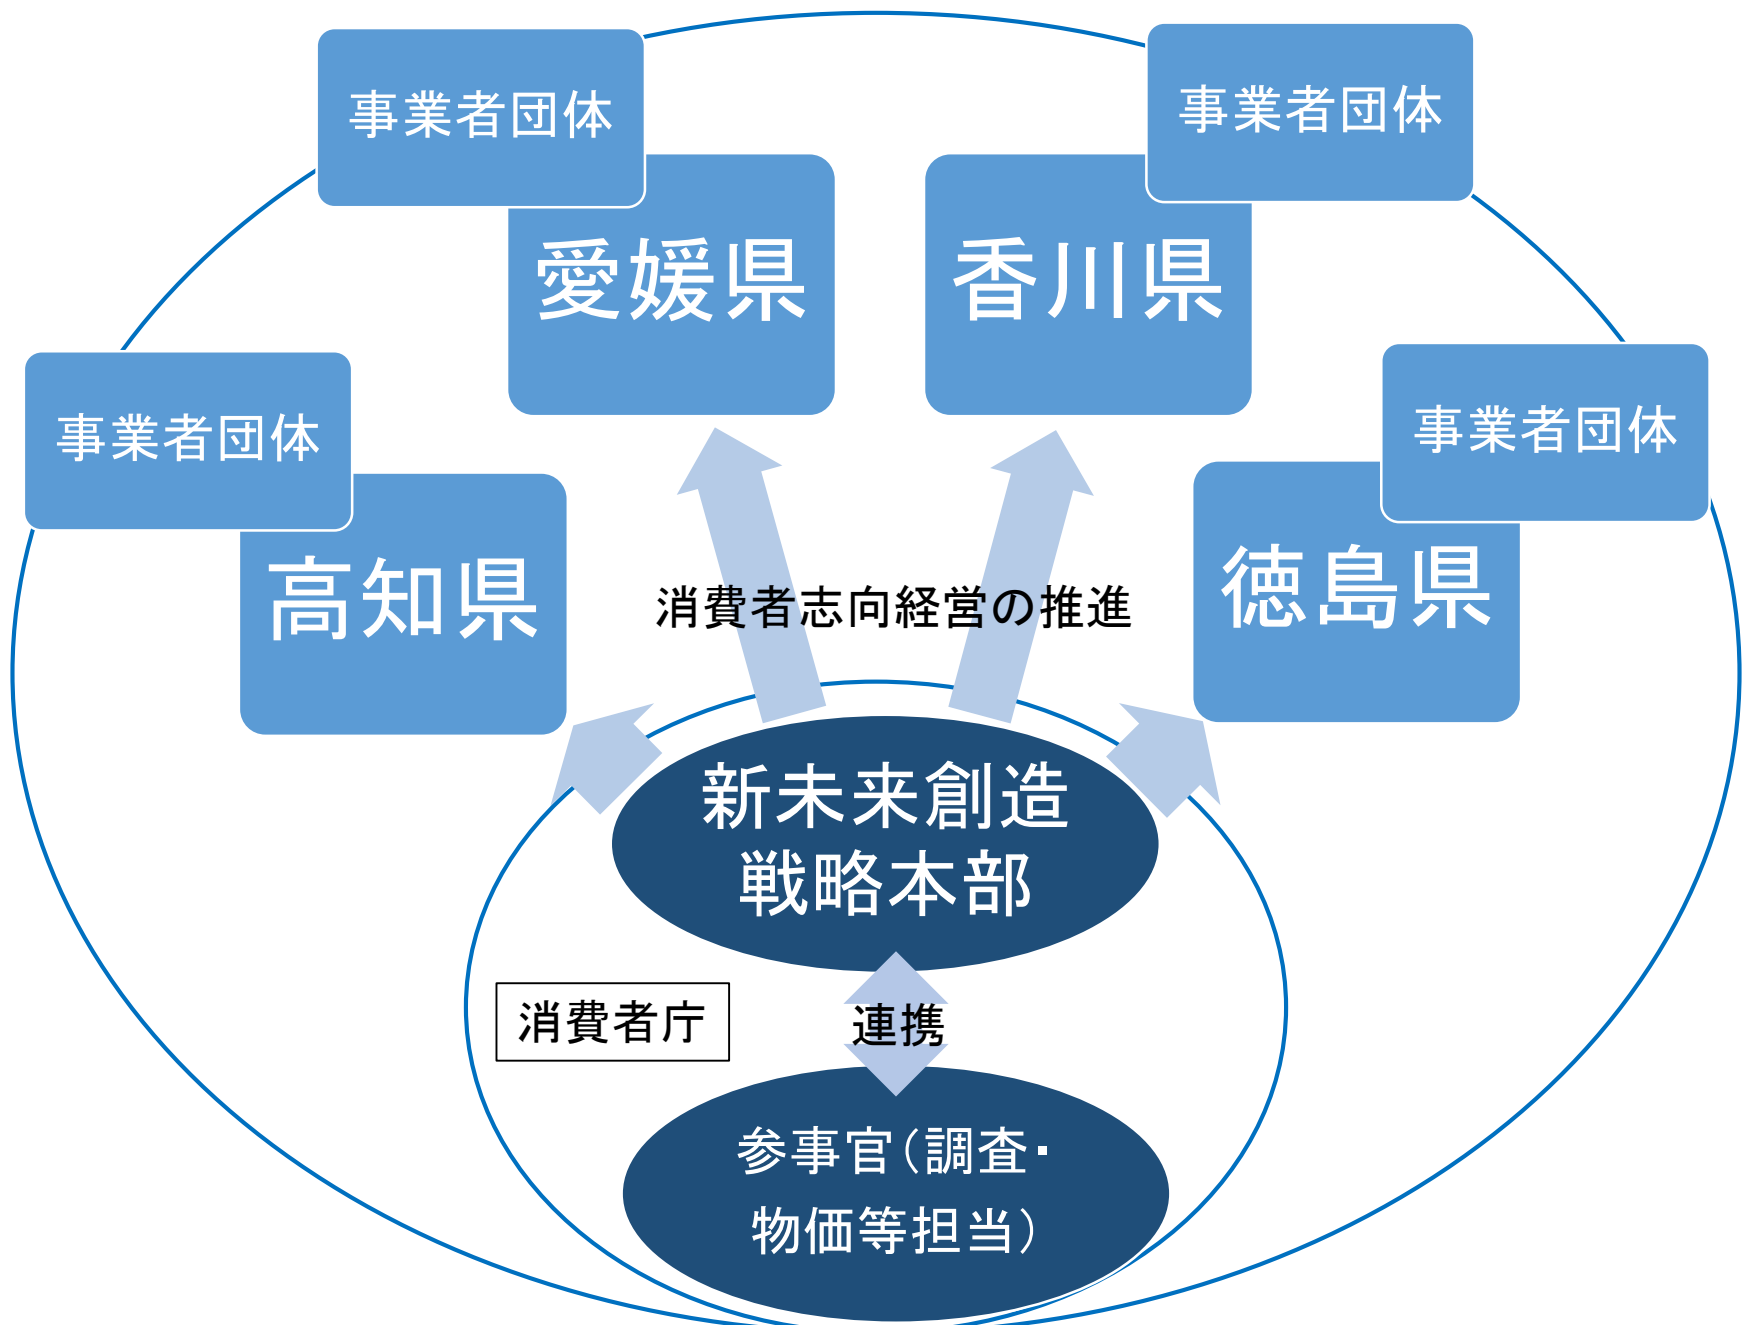 事業者団体
事業者団体
愛媛県
香川県
事業者団体
事業者団体
高知県
徳島県
消費者志向経営の推進
新未来創造
戦略本部
消費者庁
連携
参事官（調査・
物価等担当）